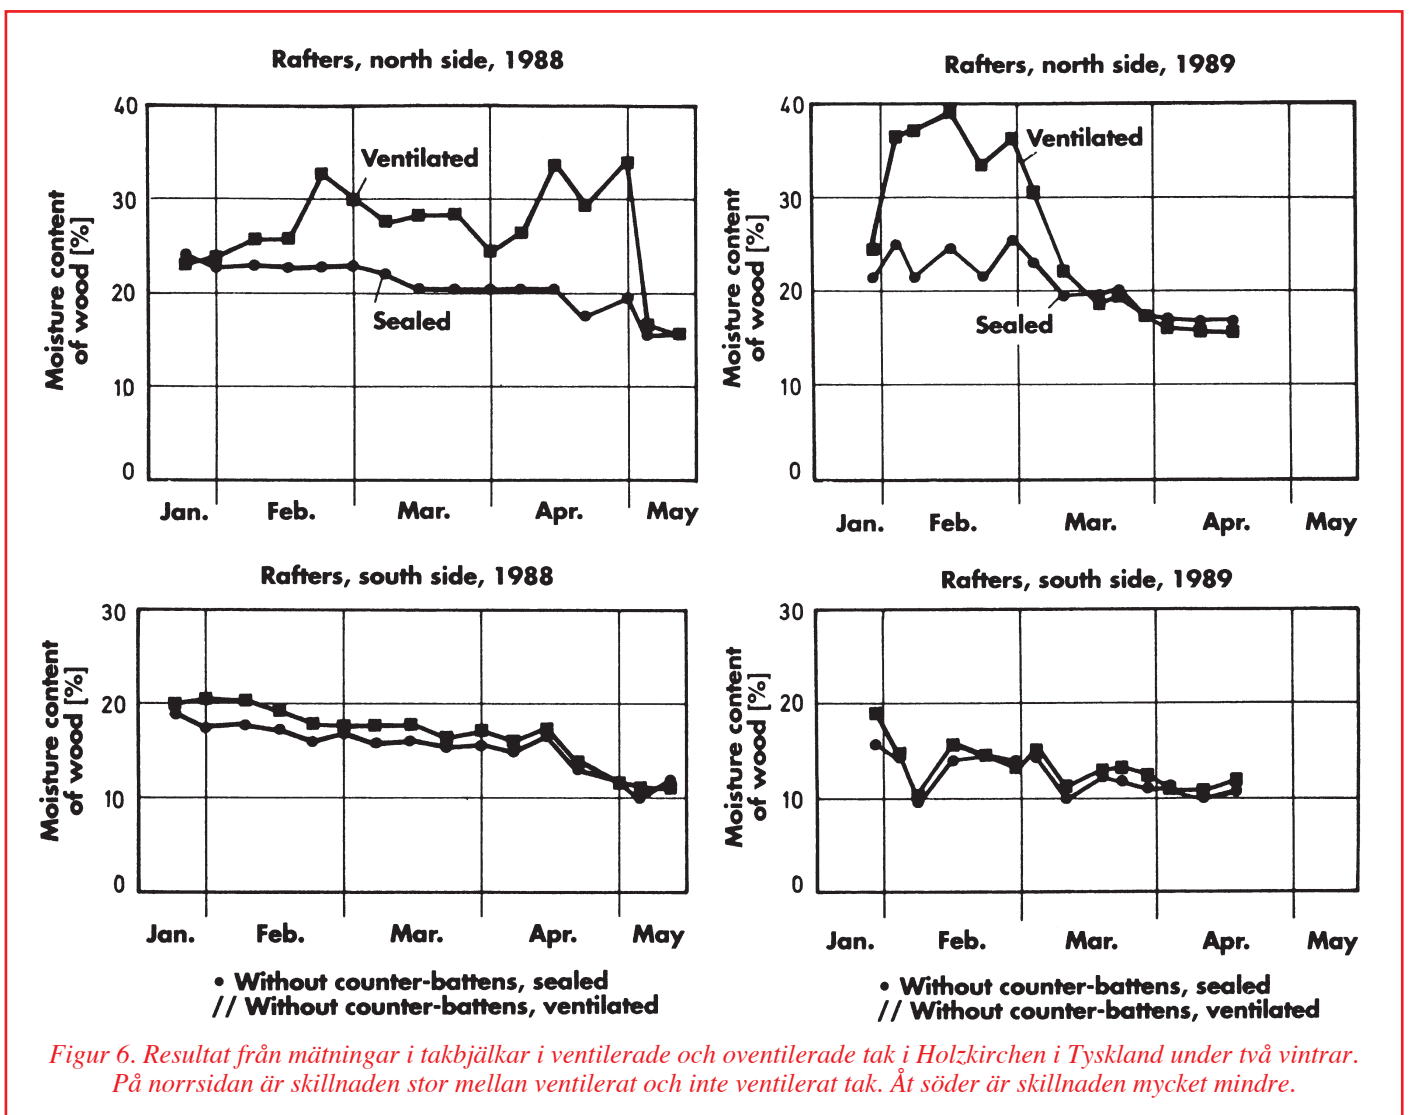 Rafters, north side, 1988
40
30
20
10
0
Moisture content
of wood [%]
Ventilated
Sealed
Jan.
Feb.
Mar.
Apr.
May
Rafters, north side, 1989
40
30
20
10
0
Moisture content
of wood [%]
Ventilated
Sealed
Jan.
Feb.
Mar.
Apr.
May
Rafters, south side, 1988
30
20
10
0
Moisture content
of wood [%]
Jan.
Feb.
Mar.
Apr.
May
• Without counter-battens, sealed
// Without counter-battens, ventilated
Rafters, south side, 1989
30
20
10
0
Moisture content
of wood [%]
Jan.
Feb.
Mar.
Apr.
May
• Without counter-battens, sealed
// Without counter-battens, ventilated
Figur 6. Resultat från mätningar i takbjälkar i ventilerade och oventilerade tak i Holzkirchen i Tyskland under två vintrar.
På norrsidan är skillnaden stor mellan ventilerat och inte ventilerat tak. Åt söder är skillnaden mycket mindre.